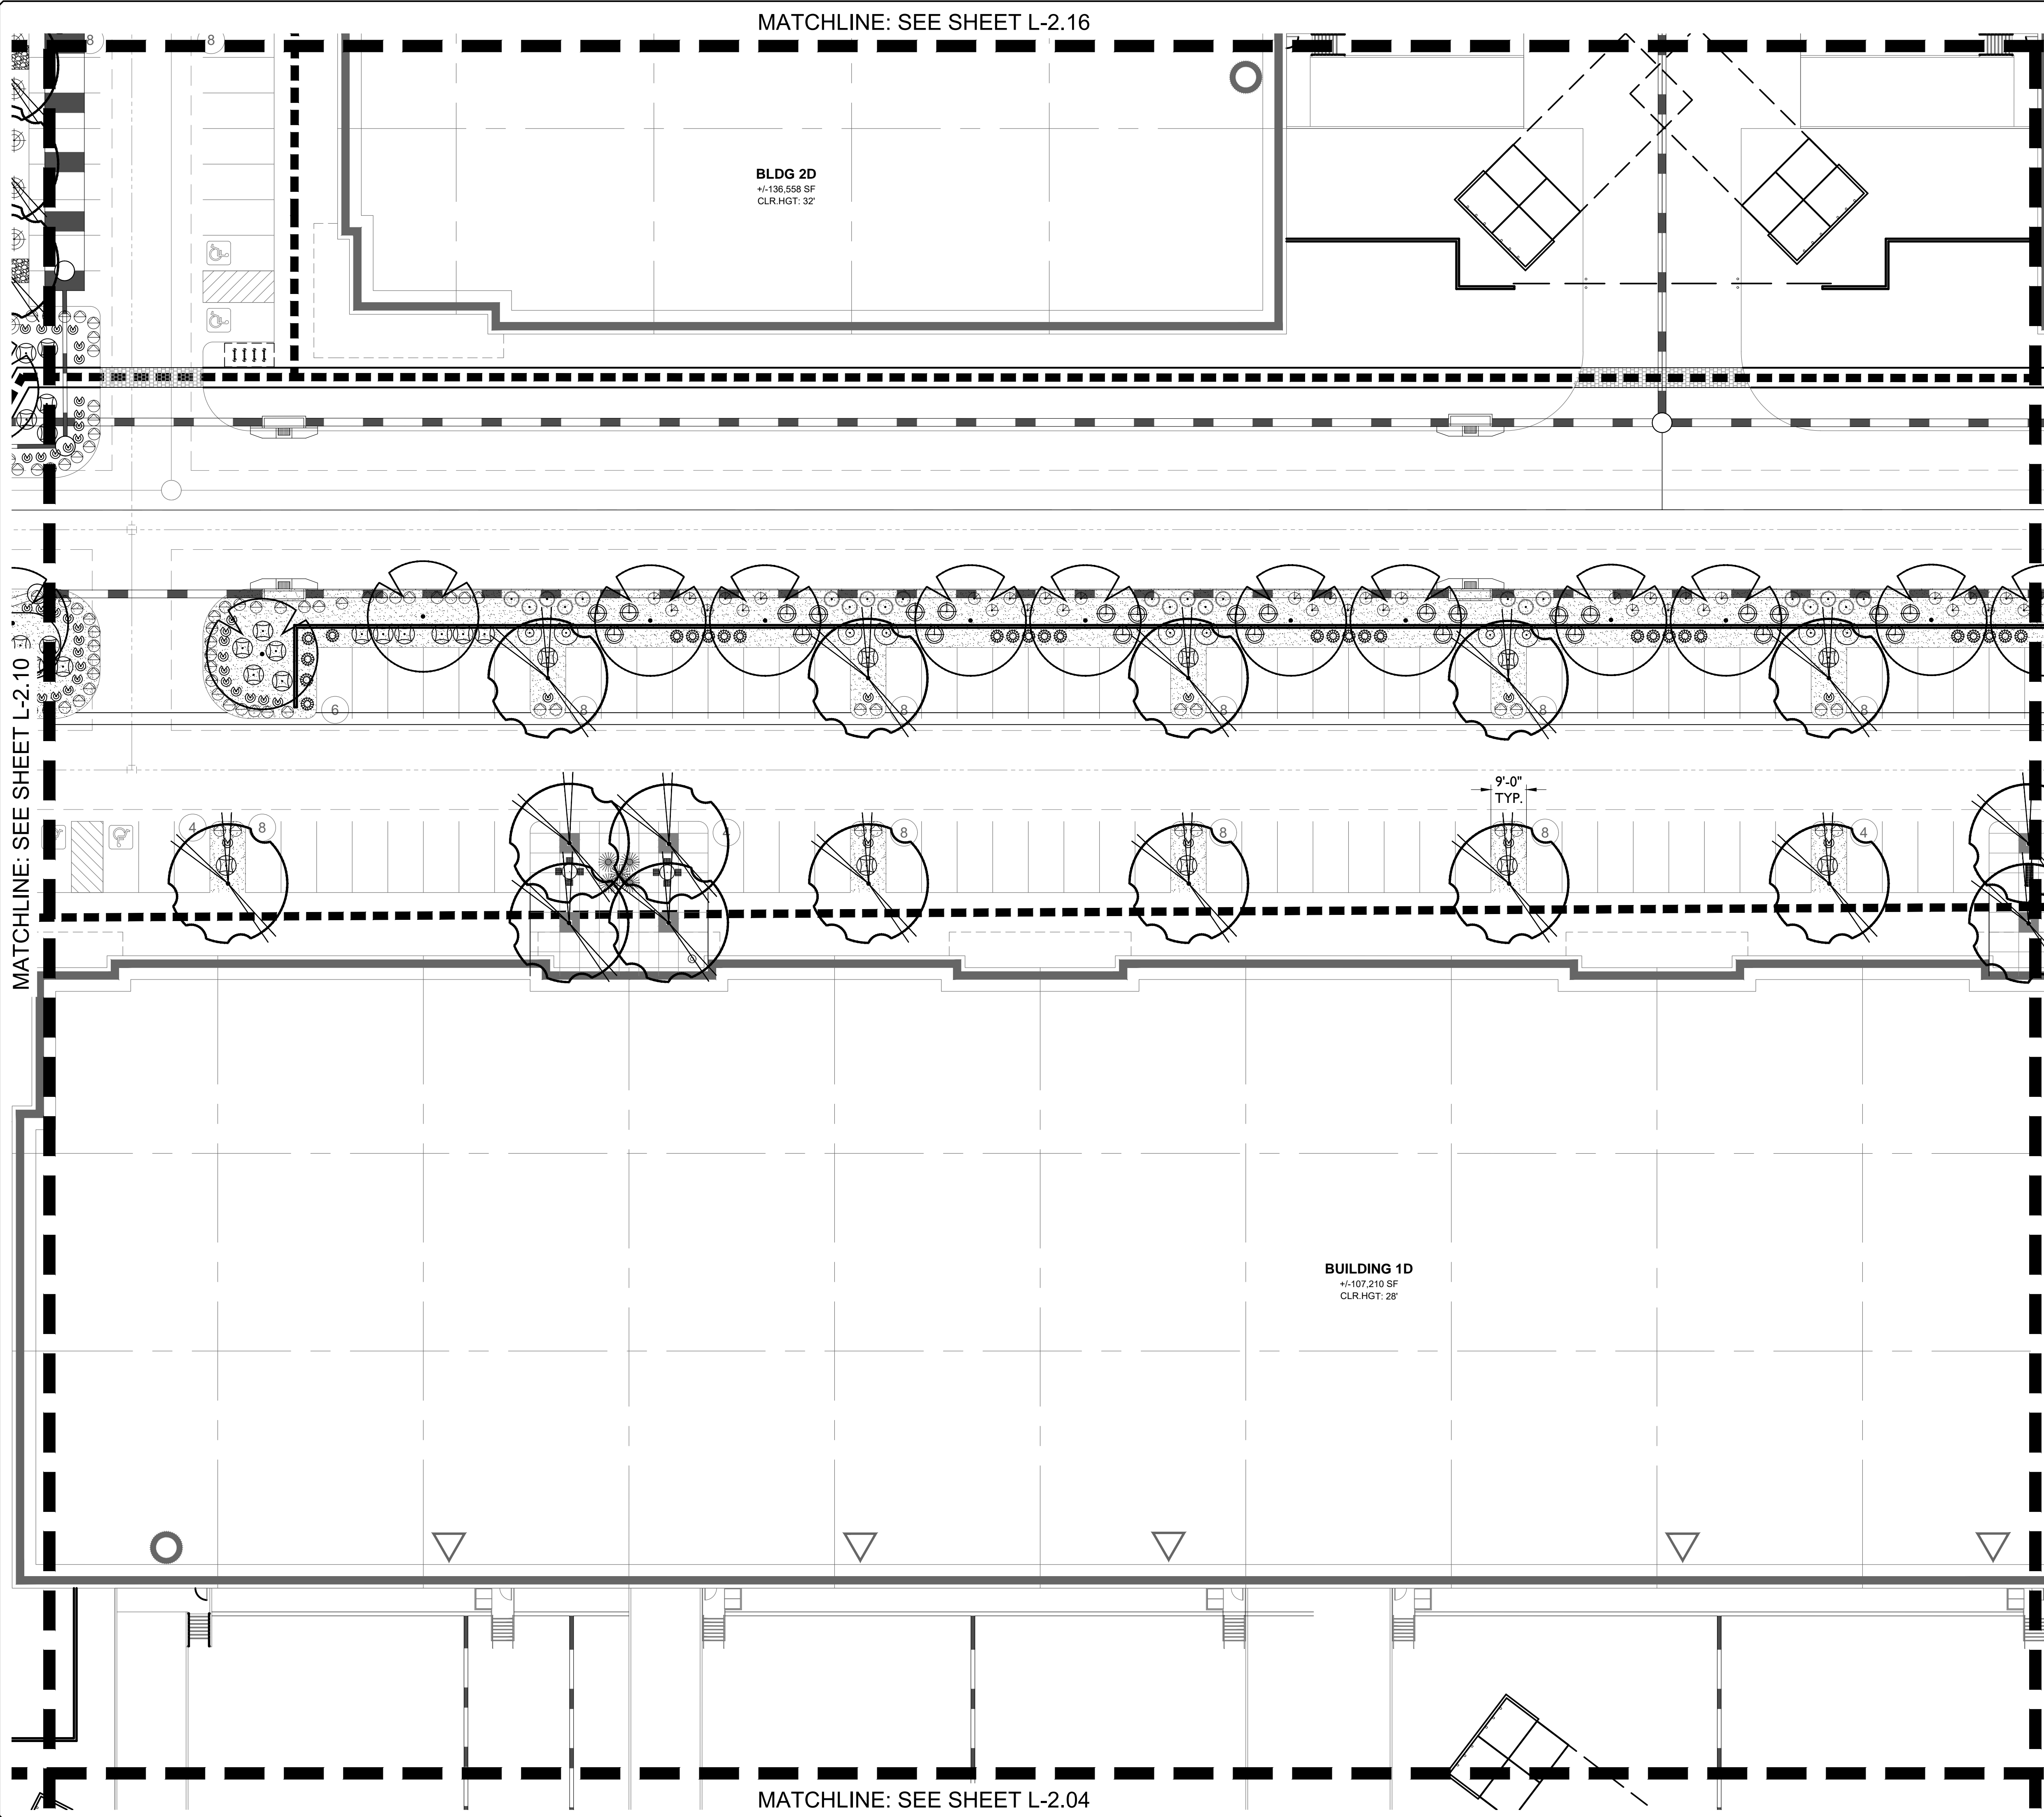 MATCHLINE: SEE SHEET L-2.16
8
8
BLDG 2D
+/-136,558 SF
CLR.HGT: 32'
MATCHLINE: SEE SHEET L-2.10
6
8
8
8
8
8
9'-0"
TYP.
4
8
4
8
8
8
4
BUILDING 1D
+/-107,210 SF
CLR.HGT: 28'
MATCHLINE: SEE SHEET L-2.04